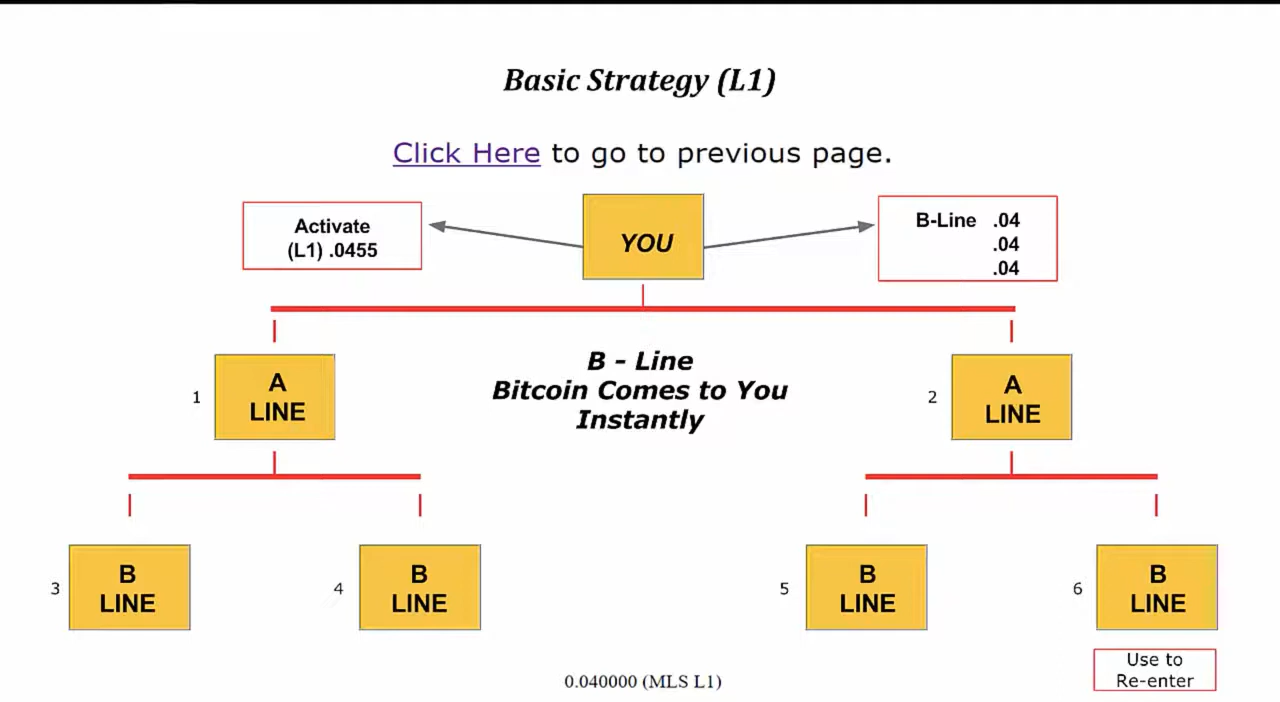 Basic Strategy (L1)
Click Here to go to previous page.
Activate
(L1) .0455
YOU
B-Line .04
.04
.04
1
A
LINE
B - Line
Bitcoin Comes to You
Instantly
2
A
LINE
3
B
LINE
4
B
LINE
5
B
LINE
6
B
LINE
Use to
Re-enter
0.040000 (MLS L1)